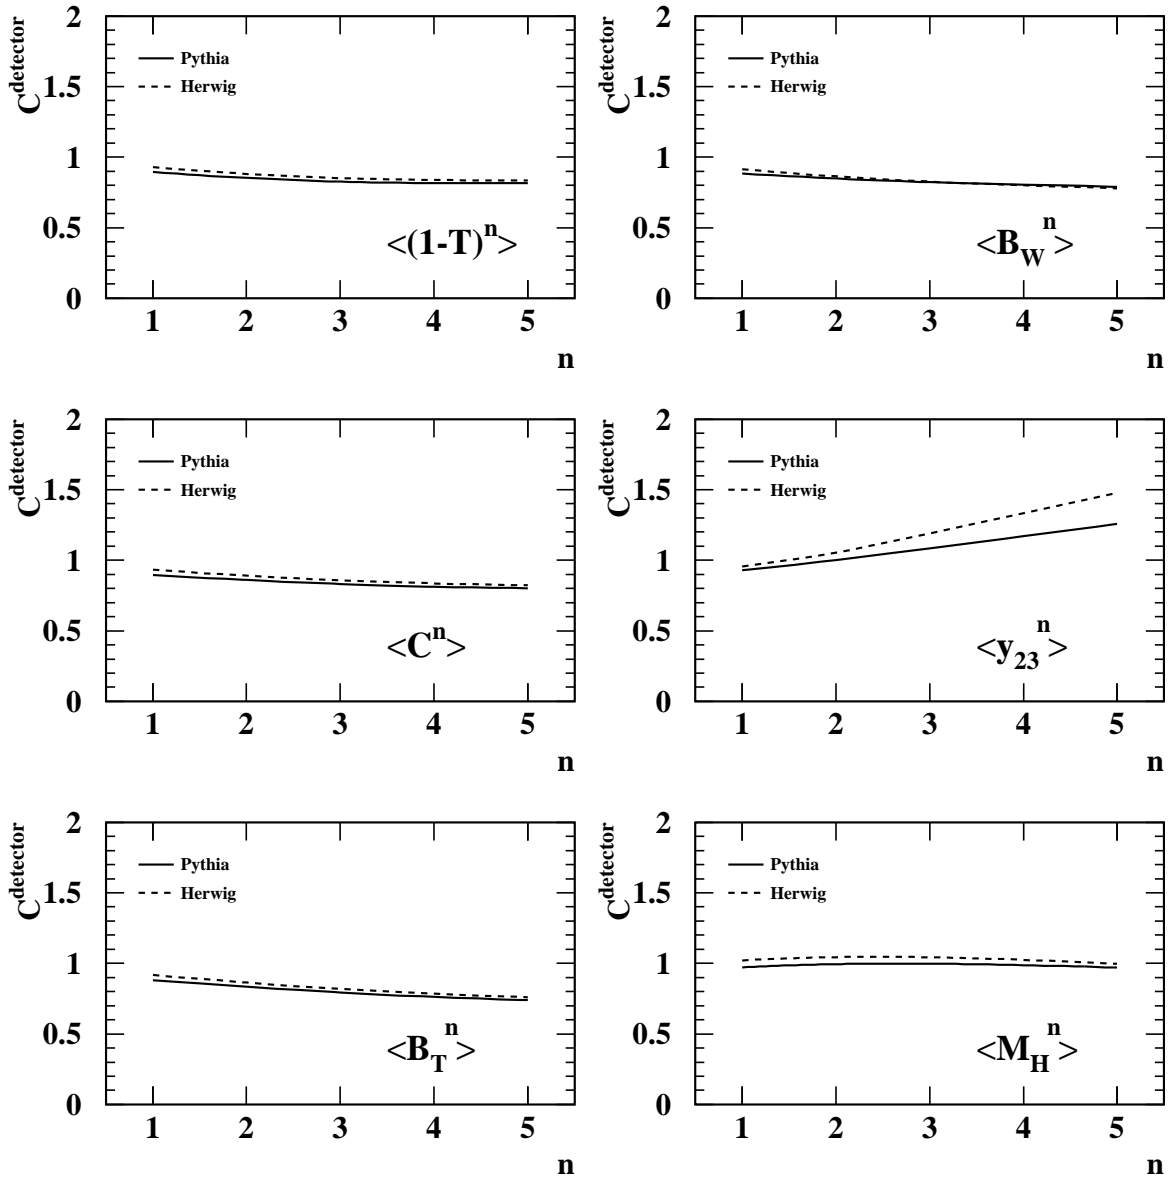 C^detector
2
1.5
1
0.5
0
Pythia
Herwig
<(1-T)^n>
1 2 3 4 5
n
C^detector
2
1.5
1
0.5
0
Pythia
Herwig
<B_W^n>
1 2 3 4 5
n
C^detector
2
1.5
1
0.5
0
Pythia
Herwig
<C^n>
1 2 3 4 5
n
C^detector
2
1.5
1
0.5
0
Pythia
Herwig
<y_23^n>
1 2 3 4 5
n
C^detector
2
1.5
1
0.5
0
Pythia
Herwig
<B_T^n>
1 2 3 4 5
n
C^detector
2
1.5
1
0.5
0
Pythia
Herwig
<M_H^n>
1 2 3 4 5
n